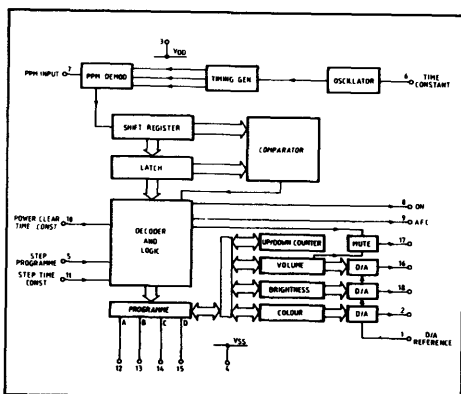 3
VDD
PPM INPUT
7
PPM DEMOD
TIMING GEN
OSCILLATOR
6
TIME
CONSTANT
SHIFT REGISTER
COMPARATOR
LATCH
8
ON
POWER CLEAR
TIME CONST
10
DECODER
AND
LOGIC
9
A F C
UP/DOWN COUNTER
MUTE
17
STEP
PROGRAMME
5
VOLUME
D/A
16
STEP TIME
CONST
11
BRIGHTNESS
D/A
18
PROGRAMME
COLOUR
D/A
2
A
B
C
D
VSS
1
D/A
REFERENCE
12
13
14
15
4